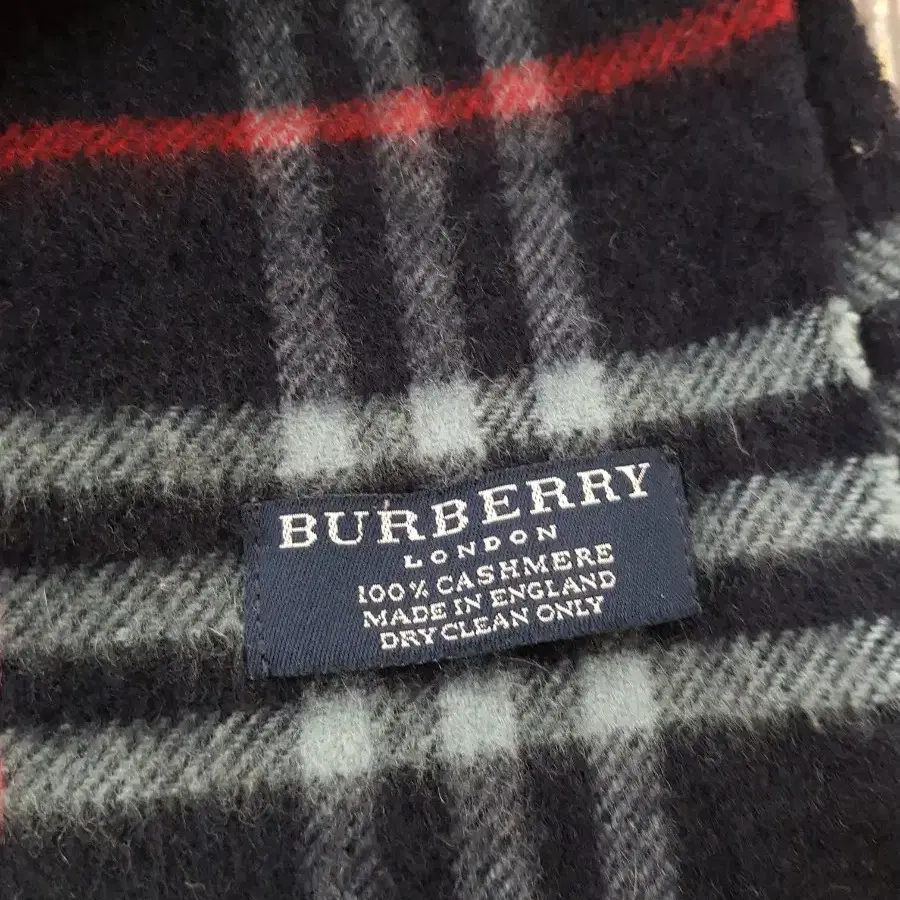 BURBERRY
LONDON
100% CASHMERE
MADE IN ENGLAND
DRY CLEAN ONLY